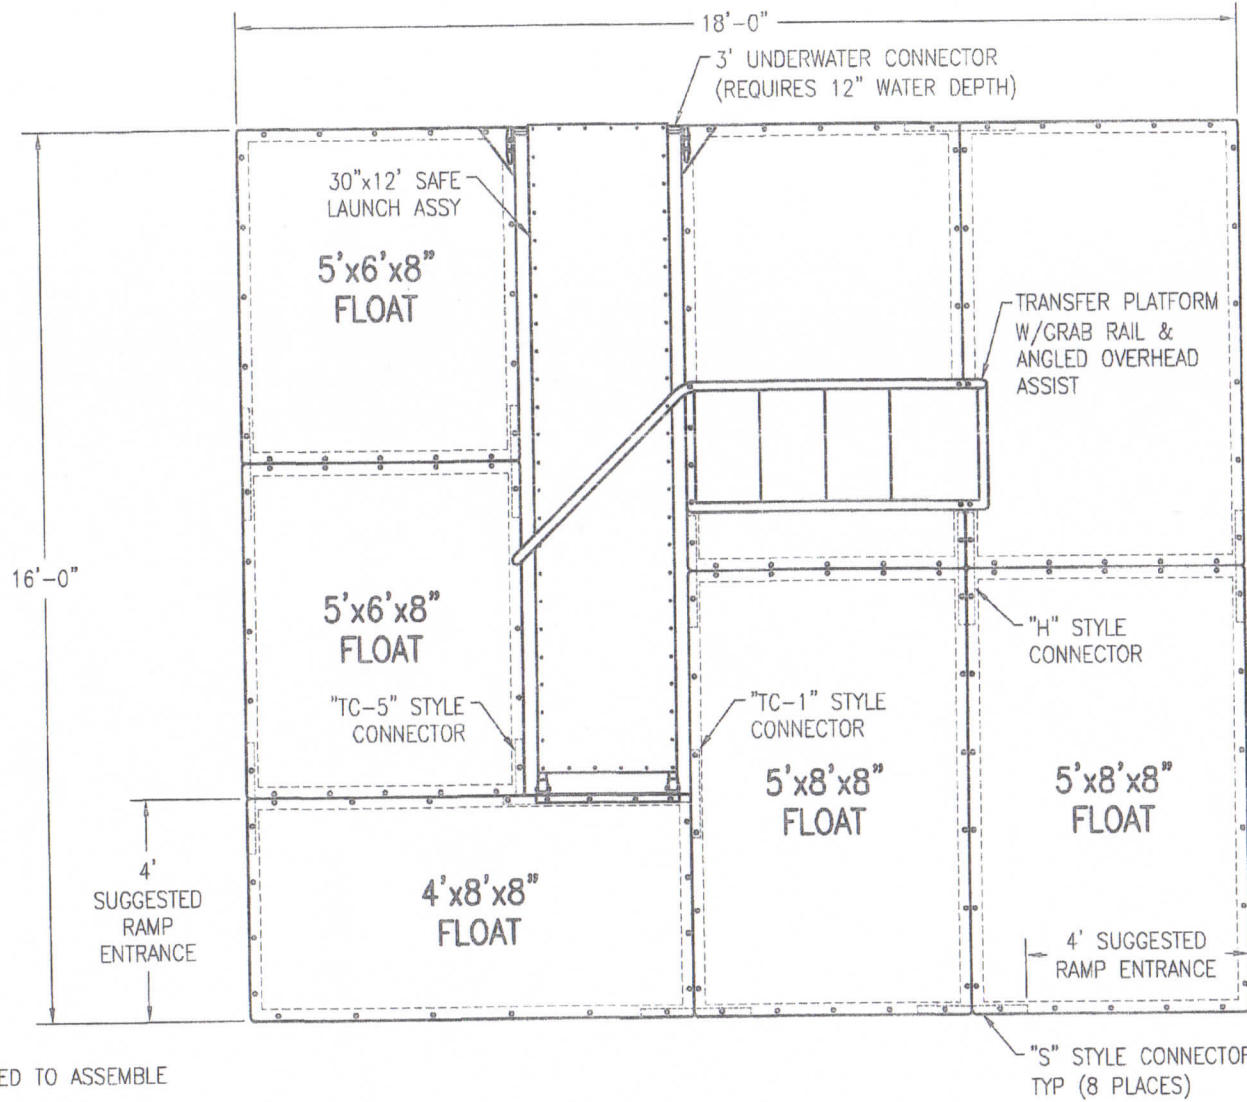 18'-0"
3' UNDERWATER CONNECTOR
(REQUIRES 12" WATER DEPTH)
30"x12' SAFE
LAUNCH ASSY
5'x6'x8"
FLOAT
TRANSFER PLATFORM
W/GRAB RAIL &
ANGLED OVERHEAD
ASSIST
16'-0"
5'x6'x8"
FLOAT
"H" STYLE
CONNECTOR
"TC-5" STYLE
CONNECTOR
"TC-1" STYLE
CONNECTOR
5'x8'x8"
FLOAT
5'x8'x8"
FLOAT
4'
SUGGESTED
RAMP
ENTRANCE
4'x8'x8"
FLOAT
4' SUGGESTED
RAMP ENTRANCE
"S" STYLE CONNECTOR
TYP (8 PLACES)
ED TO ASSEMBLE